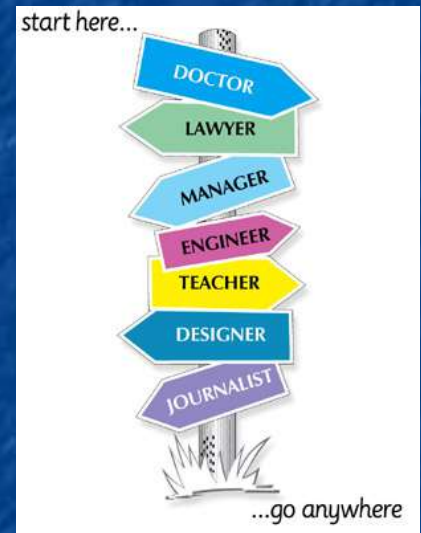 start here...
DOCTOR
LAWYER
MANAGER
ENGINEER
TEACHER
DESIGNER
JOURNALIST
...go anywhere